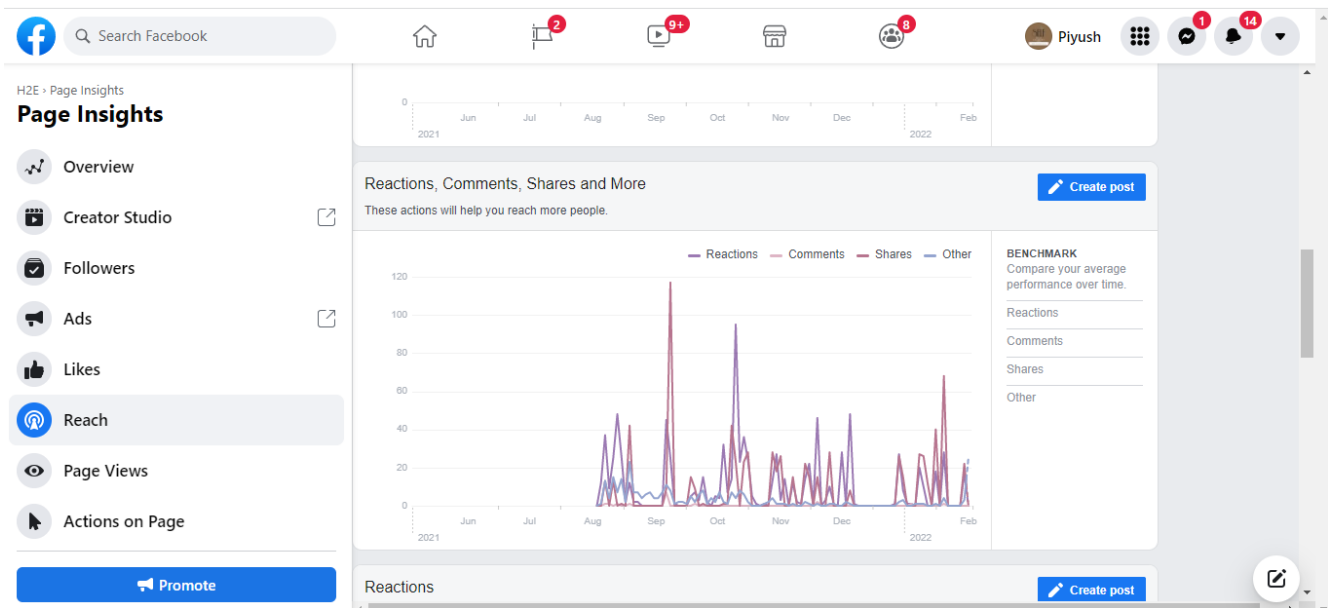 Search Facebook
2
9+
8
Piyush
1
14
H2E › Page Insights
Page Insights
Overview
Creator Studio
Followers
Ads
Likes
Reach
Page Views
Actions on Page
Promote
0
Jun Jul Aug Sep Oct Nov Dec Feb
2021 2022
Reactions, Comments, Shares and More
These actions will help you reach more people.
Create post
Reactions Comments Shares Other
120
100
80
60
40
20
0
Jun Jul Aug Sep Oct Nov Dec Feb
2021 2022
BENCHMARK
Compare your average
performance over time.
Reactions
Comments
Shares
Other
Reactions
Create post